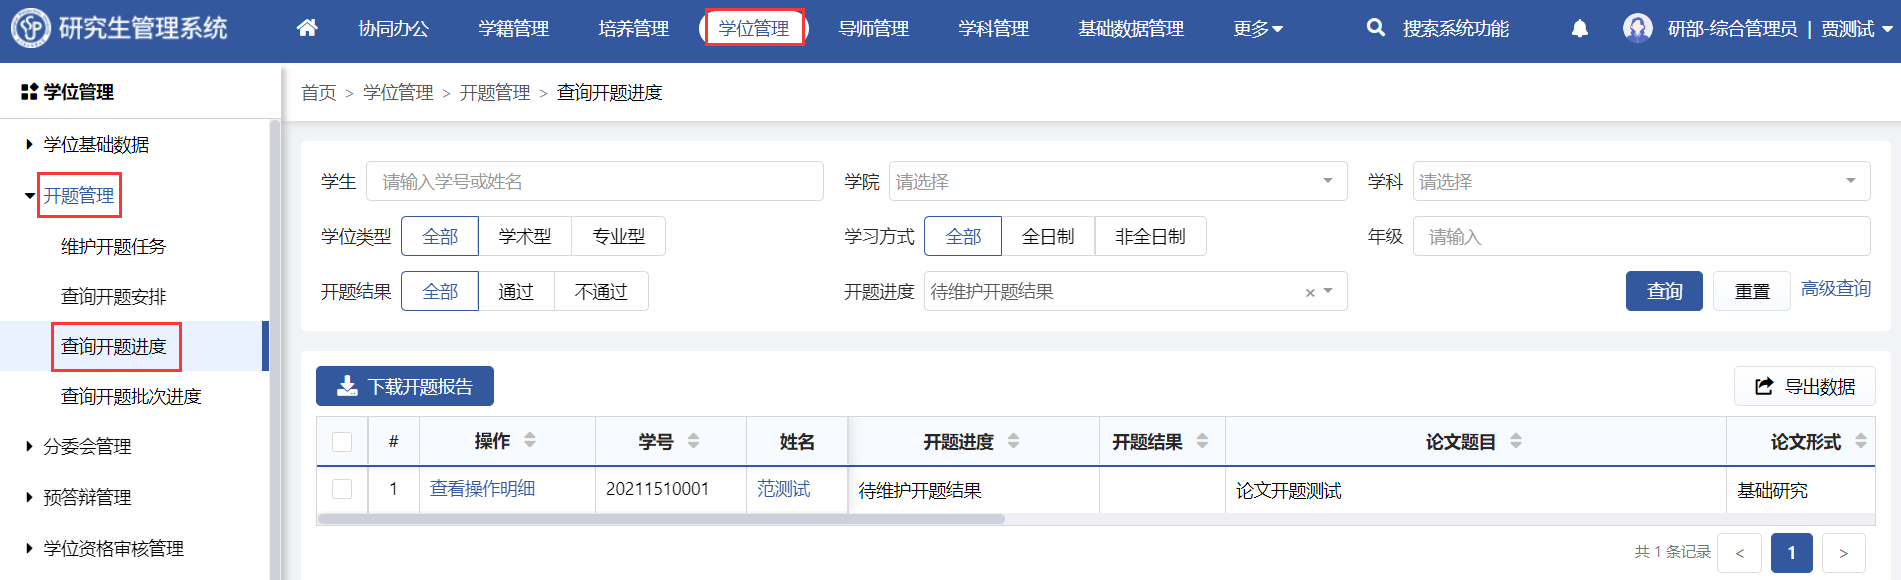 研究生管理系统 协同办公 学籍管理 培养管理 学位管理 导师管理 学科管理 基础数据管理 更多 搜索系统功能 研部-综合管理员 | 贾测试
学位管理
首页 > 学位管理 > 开题管理 > 查询开题进度
学位基础数据
开题管理
维护开题任务
查询开题安排
查询开题进度
查询开题批次进度
分委会管理
预答辩管理
学位资格审核管理
学生 请输入学号或姓名 学院 请选择 学科 请选择
学位类型 全部 学术型 专业型 学习方式 全部 全日制 非全日制 年级 请输入
开题结果 全部 通过 不通过 开题进度 待维护开题结果 × 查询 重置 高级查询
下载开题报告 导出数据
# 操作 学号 姓名 开题进度 开题结果 论文题目 论文形式
1 查看操作明细 20211510001 范测试 待维护开题结果 论文开题测试 基础研究
共 1 条记录 < 1 >